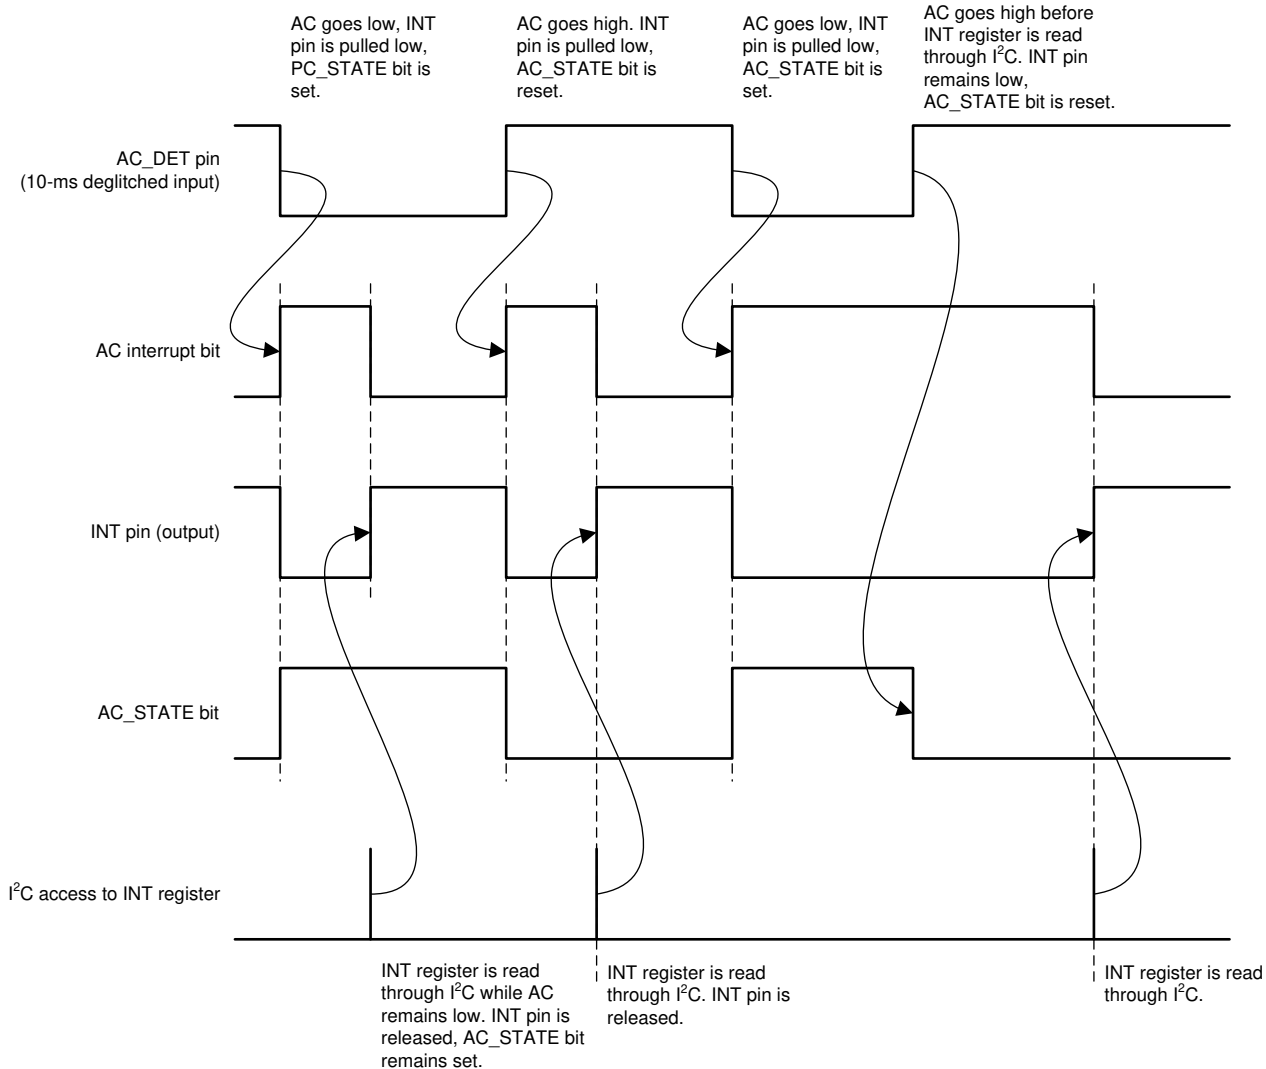 AC goes low, INT
pin is pulled low,
PC_STATE bit is
set.
AC goes high. INT
pin is pulled low,
AC_STATE bit is
reset.
AC goes low, INT
pin is pulled low,
AC_STATE bit is
set.
AC goes high before
INT register is read
through I²C. INT pin
remains low,
AC_STATE bit is reset.
AC_DET pin
(10-ms deglitched input)
AC interrupt bit
INT pin (output)
AC_STATE bit
I²C access to INT register
INT register is read
through I²C while AC
remains low. INT pin is
released, AC_STATE bit
remains set.
INT register is read
through I²C. INT pin is
released.
INT register is read
through I²C.